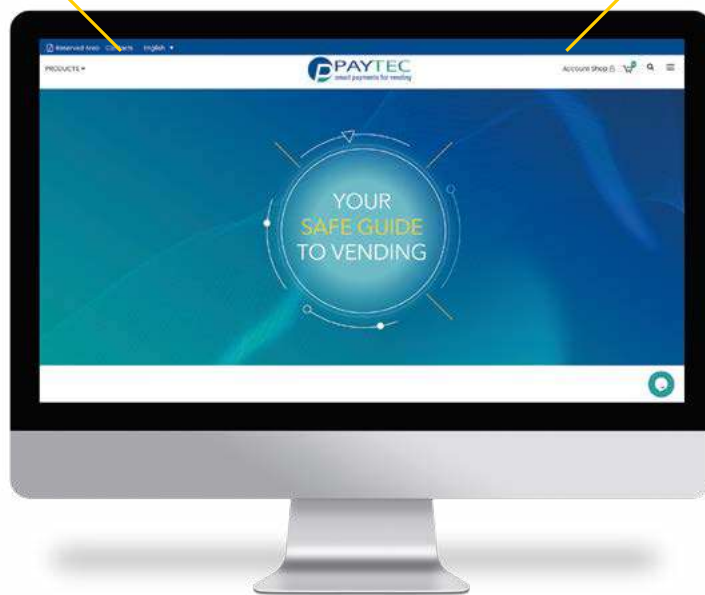 Reserved Area Contacts English
PRODUCTS
PAYTEC
smart payments for vending
Account Shop
YOUR
SAFE GUIDE
TO VENDING